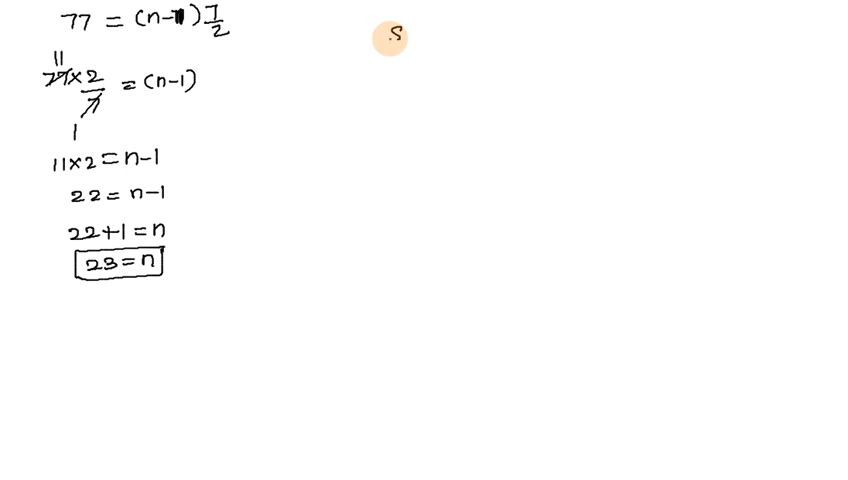 77 = (n-1) 7/2
11
77×2/7 = (n-1)
1
11×2 = n-1
22 = n-1
22+1 = n
23 = n
S